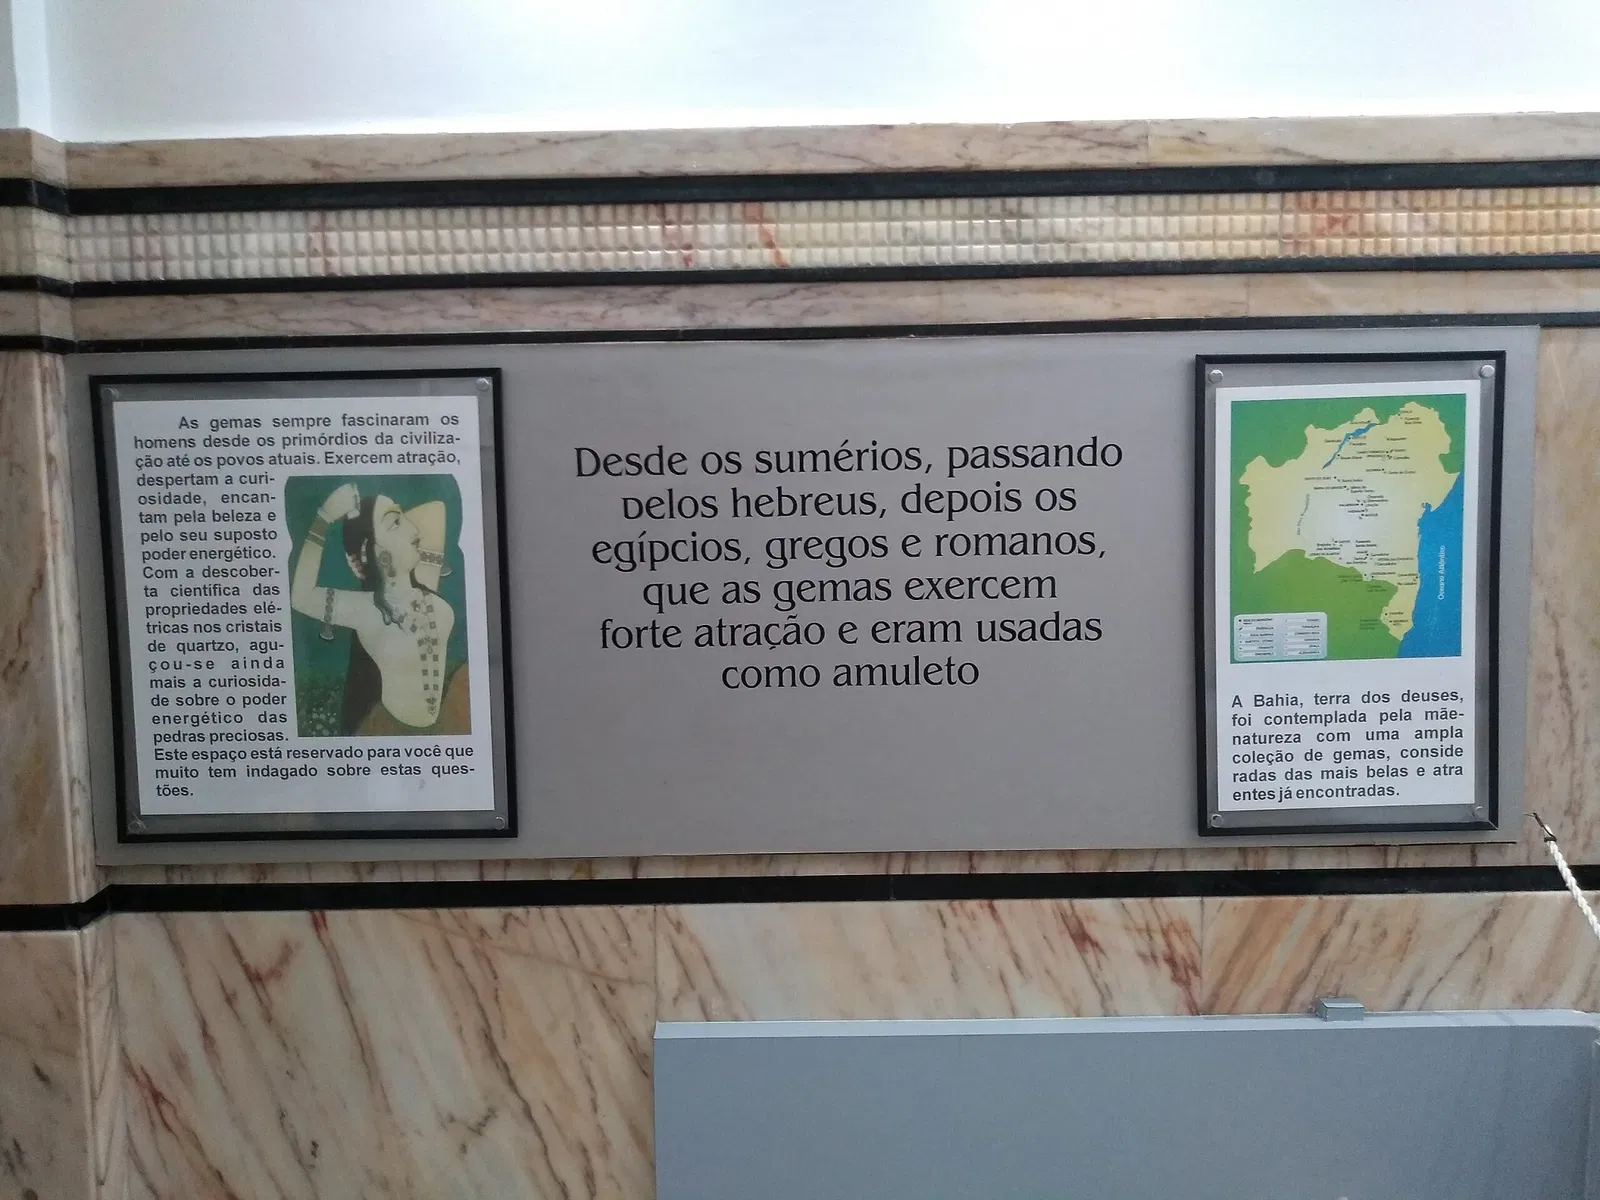 As gemas sempre fascinaram os
homens desde os primórdios da civiliza-
ção até os povos atuais. Exercem atração,
despertam a curi-
osidade, encan-
tam pela beleza e
pelo seu suposto
poder energético.
Com a descober-
ta científica das
propriedades elé-
tricas nos cristais
de quartzo, agu-
çou-se ainda
mais a curiosida-
de sobre o poder
energético das
pedras preciosas.
Este espaço está reservado para você que
muito tem indagado sobre estas ques-
tões.
Desde os sumérios, passando
pelos hebreus, depois os
egípcios, gregos e romanos,
que as gemas exercem
forte atração e eram usadas
como amuleto
Oceano Atlântico
A Bahia, terra dos deuses,
foi contemplada pela mãe-
natureza com uma ampla
coleção de gemas, conside
radas das mais belas e atra
entes já encontradas.